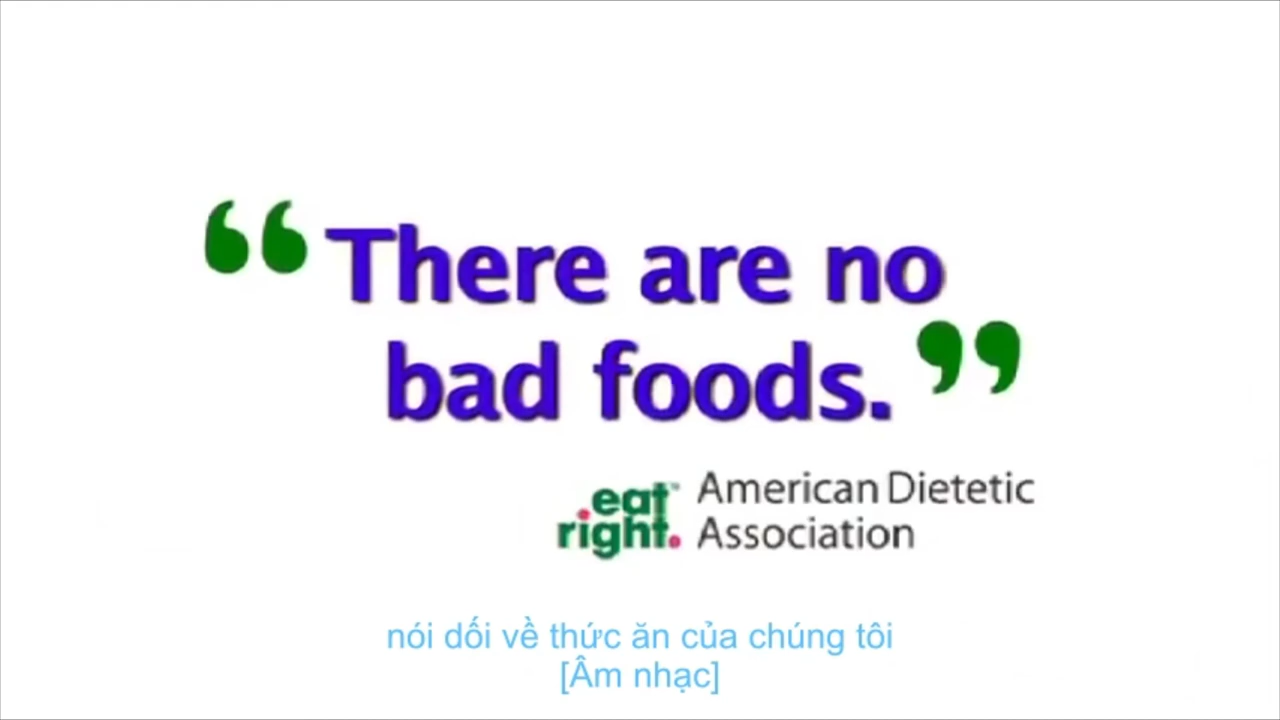 “There are no
bad foods.”
eat™ American Dietetic
right. Association
nói dối về thức ăn của chúng tôi
[Âm nhạc]